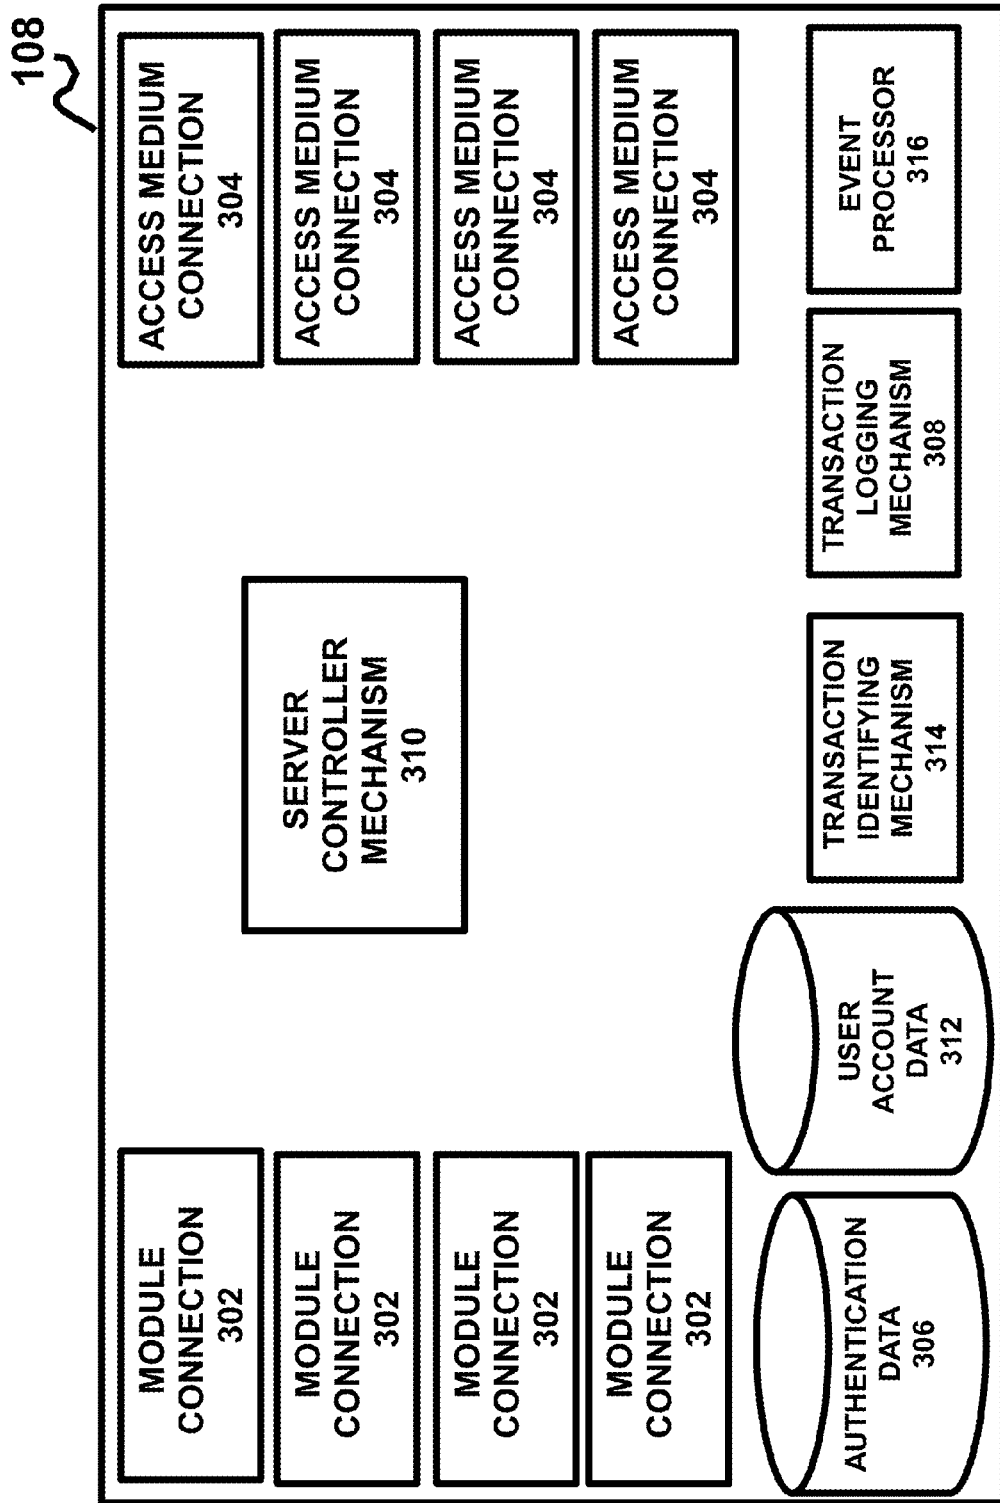 108
MODULE
CONNECTION
302
MODULE
CONNECTION
302
MODULE
CONNECTION
302
MODULE
CONNECTION
302
SERVER
CONTROLLER
MECHANISM
310
ACCESS MEDIUM
CONNECTION
304
ACCESS MEDIUM
CONNECTION
304
ACCESS MEDIUM
CONNECTION
304
ACCESS MEDIUM
CONNECTION
304
AUTHENTICATION
DATA
306
USER
ACCOUNT
DATA
312
TRANSACTION
IDENTIFYING
MECHANISM
314
TRANSACTION
LOGGING
MECHANISM
308
EVENT
PROCESSOR
316